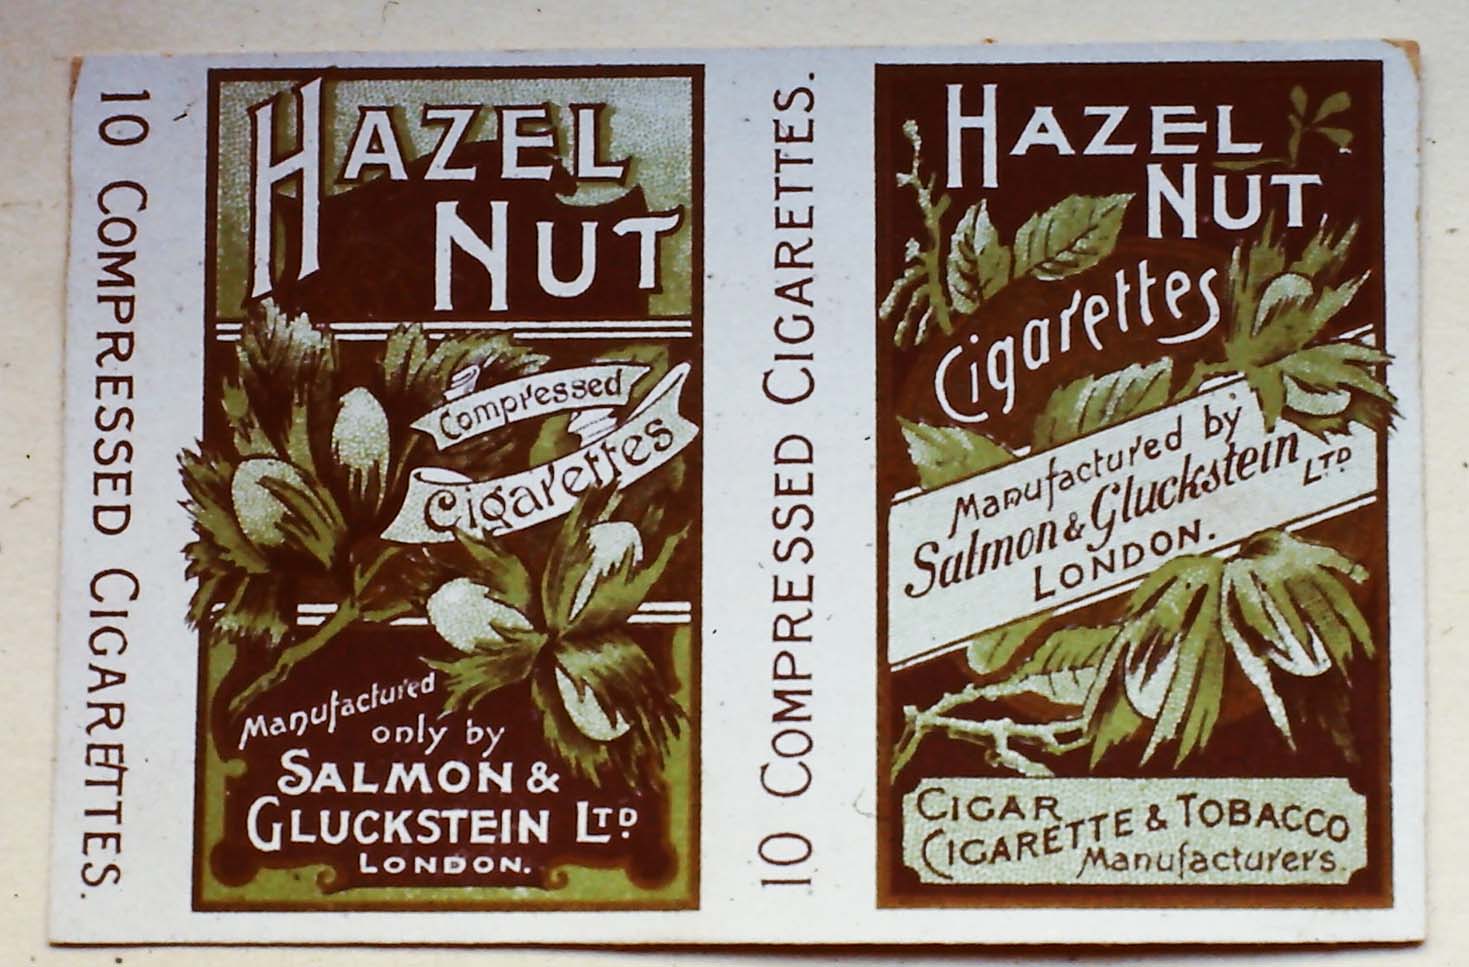 10 COMPRESSED CIGARETTES.
HAZEL
NUT
Compressed
Cigarettes
Manufactured
only by
SALMON &
GLUCKSTEIN LTD
LONDON.
10 COMPRESSED CIGARETTES.
HAZEL
NUT
Cigarettes
Manufactured by
Salmon & Gluckstein LTD
LONDON.
CIGAR
CIGARETTE & TOBACCO
Manufacturers.